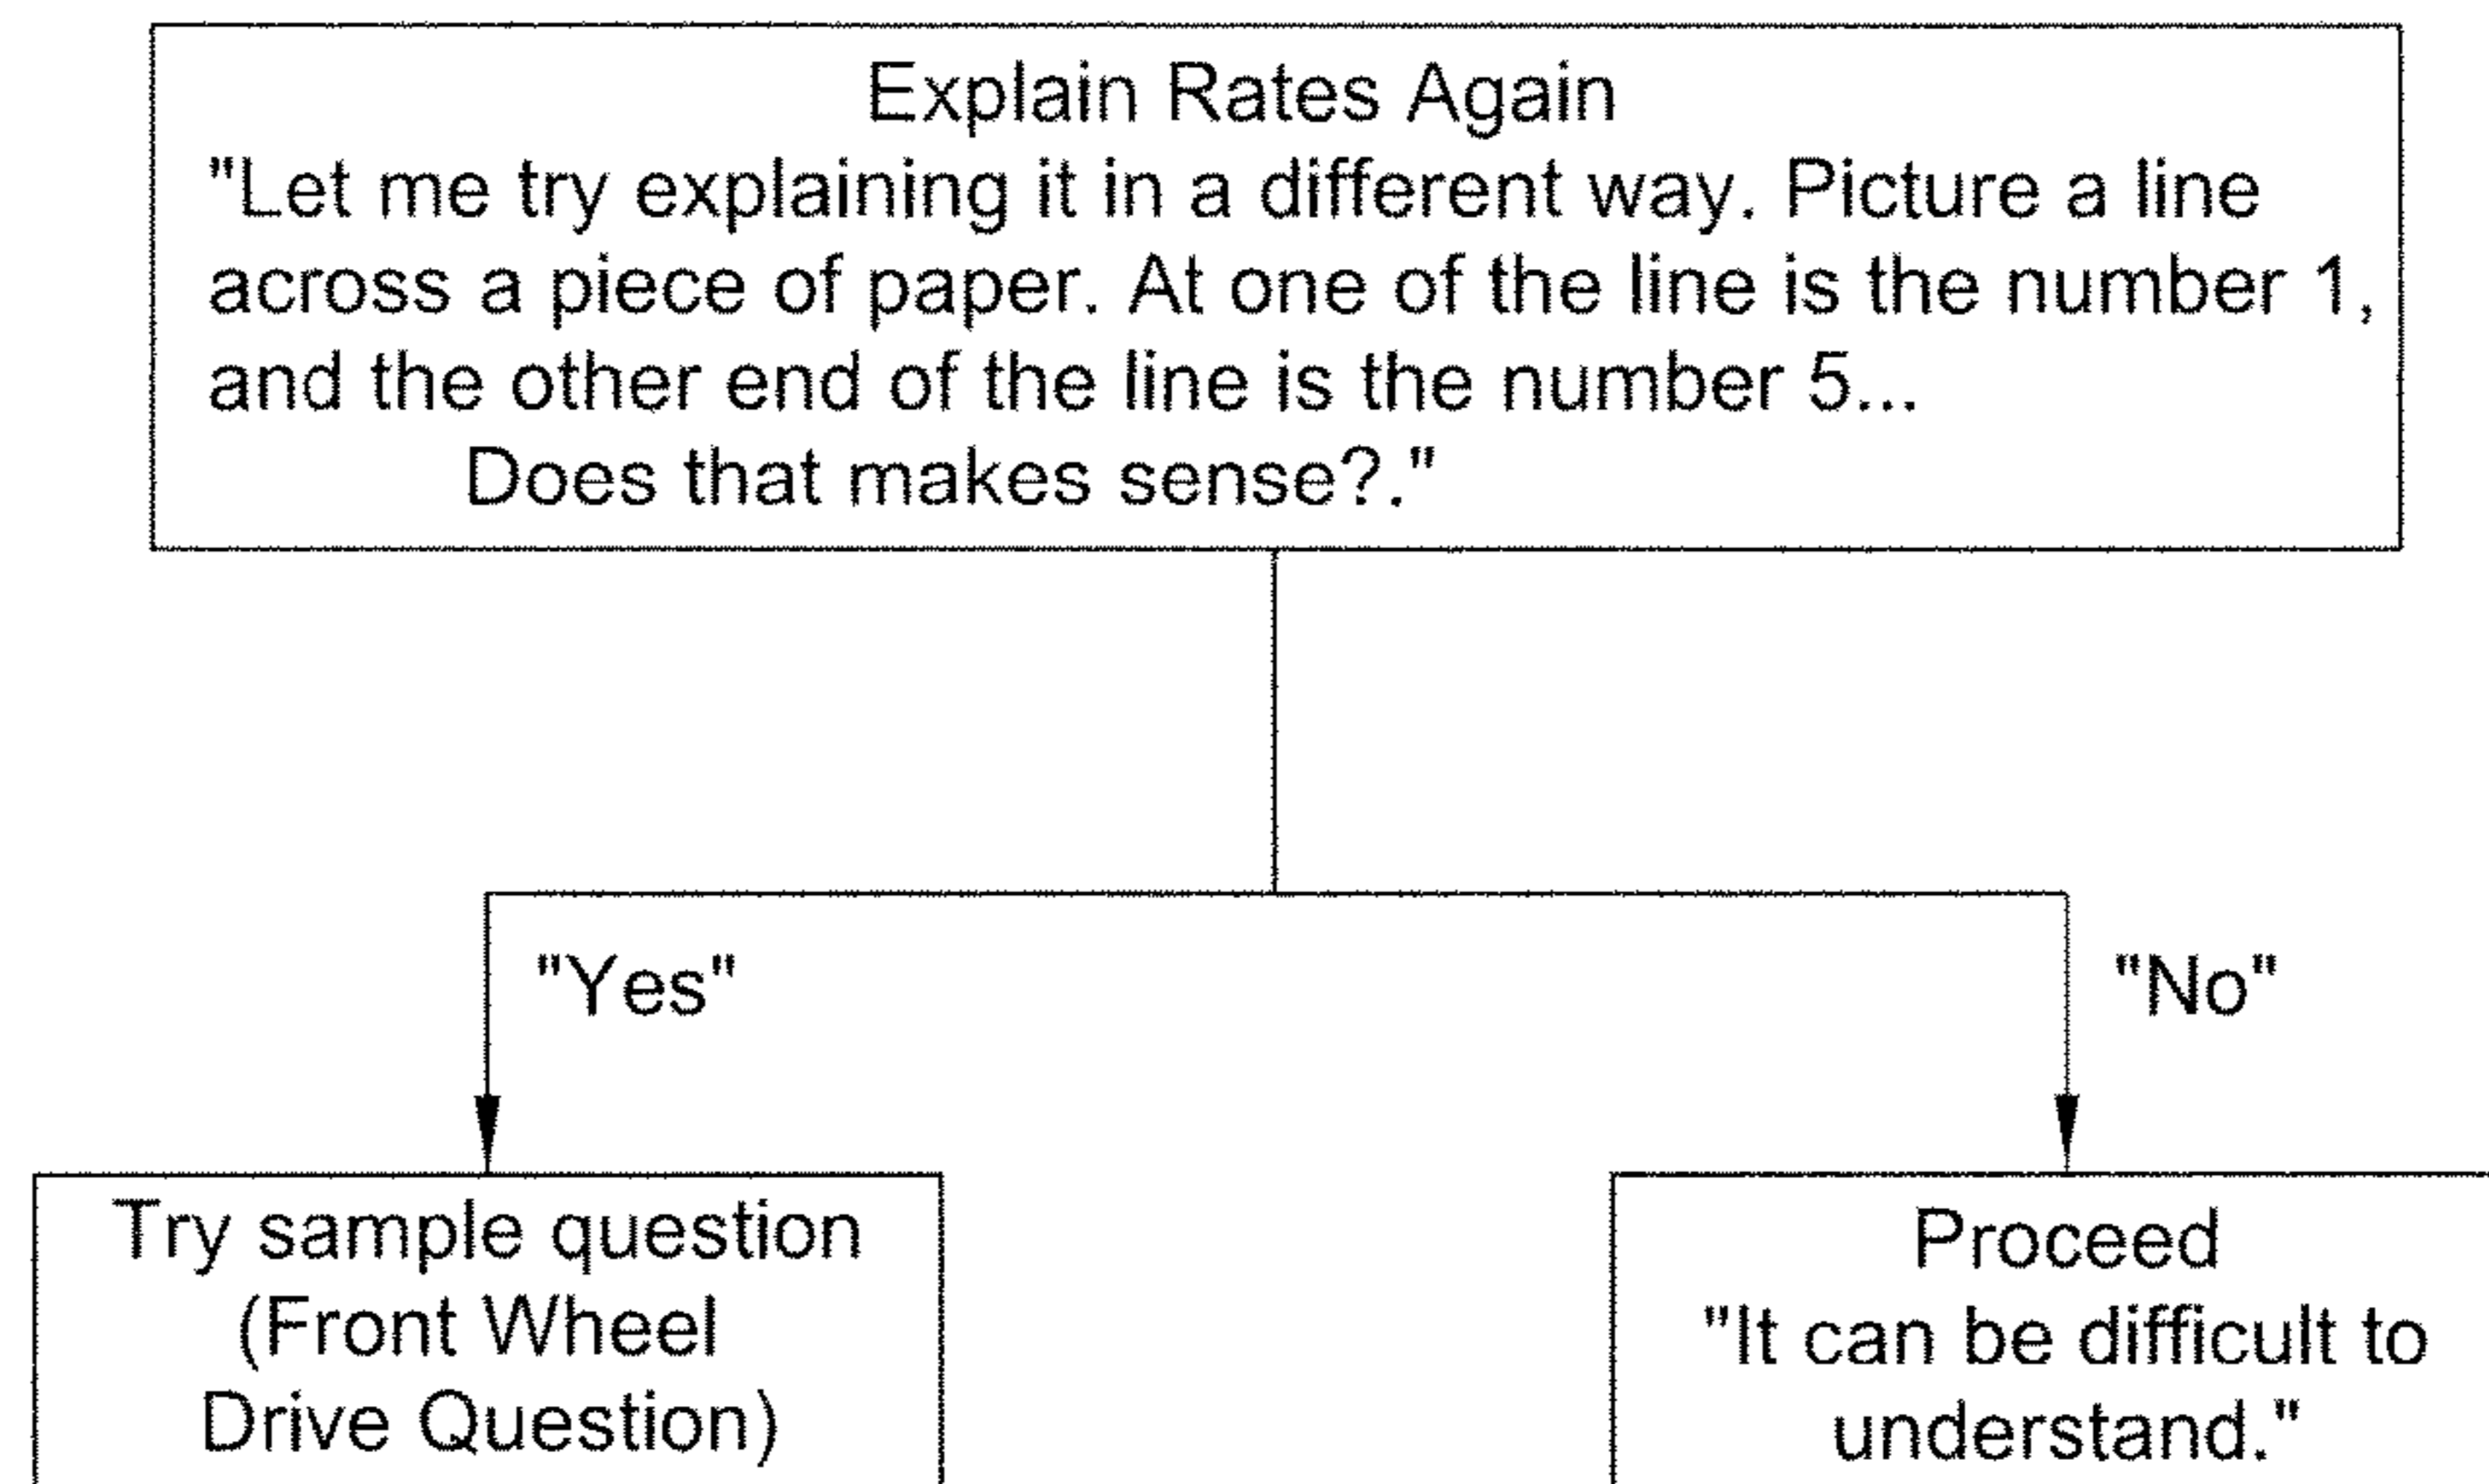 Explain Rates Again
"Let me try explaining it in a different way. Picture a line
across a piece of paper. At one of the line is the number 1,
and the other end of the line is the number 5...
Does that makes sense?."
"Yes"
"No"
Try sample question
(Front Wheel
Drive Question)
Proceed
"It can be difficult to
understand."